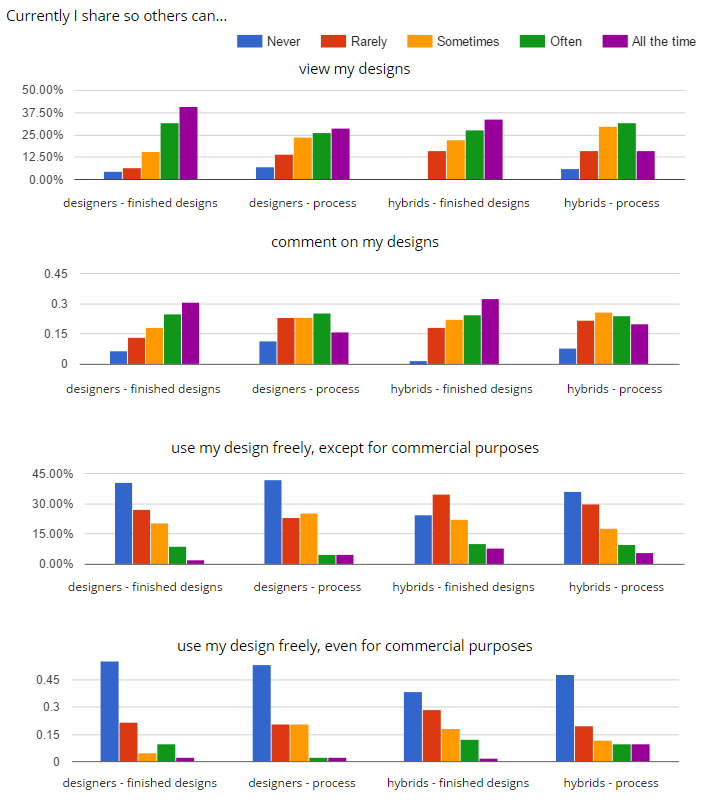 Currently I share so others can...
Never Rarely Sometimes Often All the time
view my designs
50.00%
37.50%
25.00%
12.50%
0.00%
designers - finished designs designers - process hybrids - finished designs hybrids - process
comment on my designs
0.45
0.3
0.15
0
designers - finished designs designers - process hybrids - finished designs hybrids - process
use my design freely, except for commercial purposes
45.00%
30.00%
15.00%
0.00%
designers - finished designs designers - process hybrids - finished designs hybrids - process
use my design freely, even for commercial purposes
0.45
0.3
0.15
0
designers - finished designs designers - process hybrids - finished designs hybrids - process